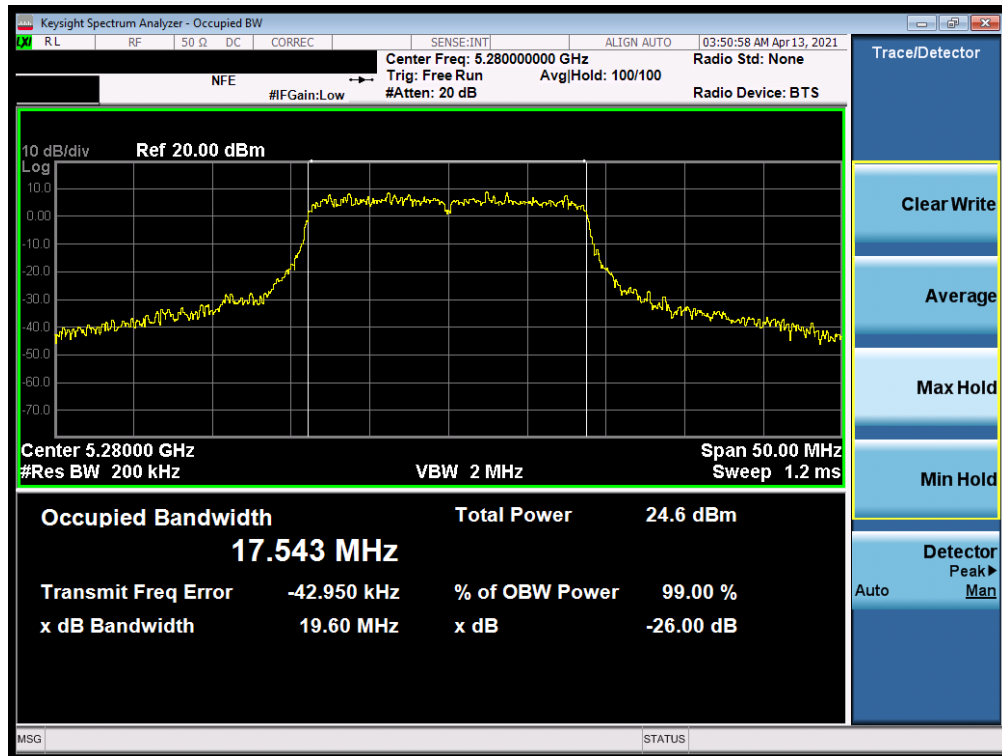 Keysight Spectrum Analyzer - Occupied BW
LXI RL RF 50 Ω DC CORREC SENSE:INT ALIGN AUTO 03:50:58 AM Apr 13, 2021
Center Freq: 5.280000000 GHz Radio Std: None
NFE Trig: Free Run Avg|Hold: 100/100
#IFGain:Low #Atten: 20 dB Radio Device: BTS
Trace/Detector
10 dB/div Ref 20.00 dBm
Log
10.0
0.00
-10.0
-20.0
-30.0
-40.0
-50.0
-60.0
-70.0
Center 5.28000 GHz Span 50.00 MHz
#Res BW 200 kHz VBW 2 MHz Sweep 1.2 ms
Occupied Bandwidth Total Power 24.6 dBm
17.543 MHz
Transmit Freq Error -42.950 kHz % of OBW Power 99.00 %
x dB Bandwidth 19.60 MHz x dB -26.00 dB
Clear Write
Average
Max Hold
Min Hold
Detector
Peak▶
Auto Man
MSG STATUS